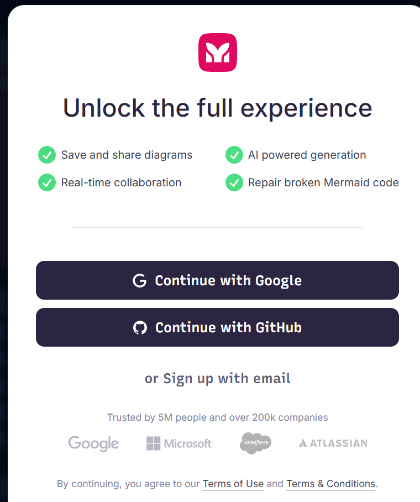 Unlock the full experience
Save and share diagrams
AI powered generation
Real-time collaboration
Repair broken Mermaid code
Continue with Google
Continue with GitHub
or Sign up with email
Trusted by 5M people and over 200k companies
Google Microsoft salesforce ATLASSIAN
By continuing, you agree to our Terms of Use and Terms & Conditions.